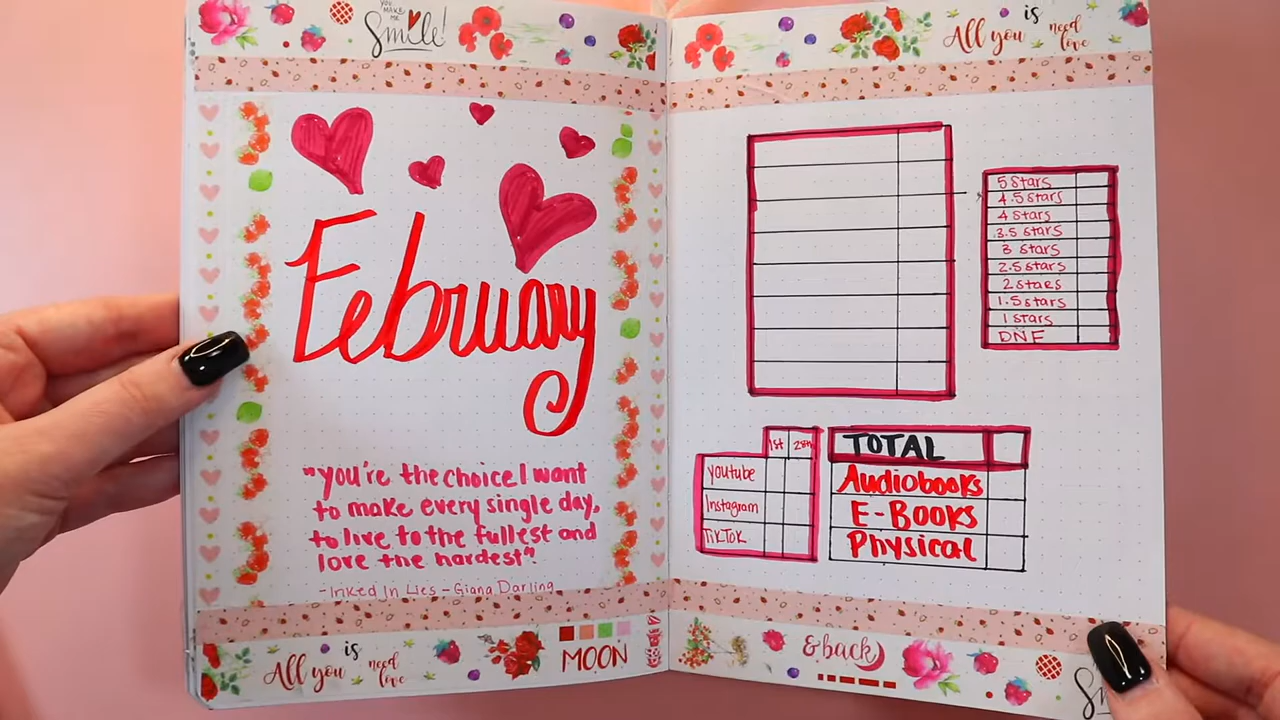 YOU MAKE ME Smile!
February
"you're the choice I want
to make every single day,
to live to the fullest and
love the hardest".
-Inked In Lies - Giana Darling
All you is need love
MOON
All you is need love
5 stars
4.5 stars
4 stars
3.5 stars
3 stars
2.5 stars
2 stars
1.5 stars
1 stars
DNF
1st 28th
youtube
Instagram
TikTok
TOTAL
Audiobooks
E-Books
Physical
&back